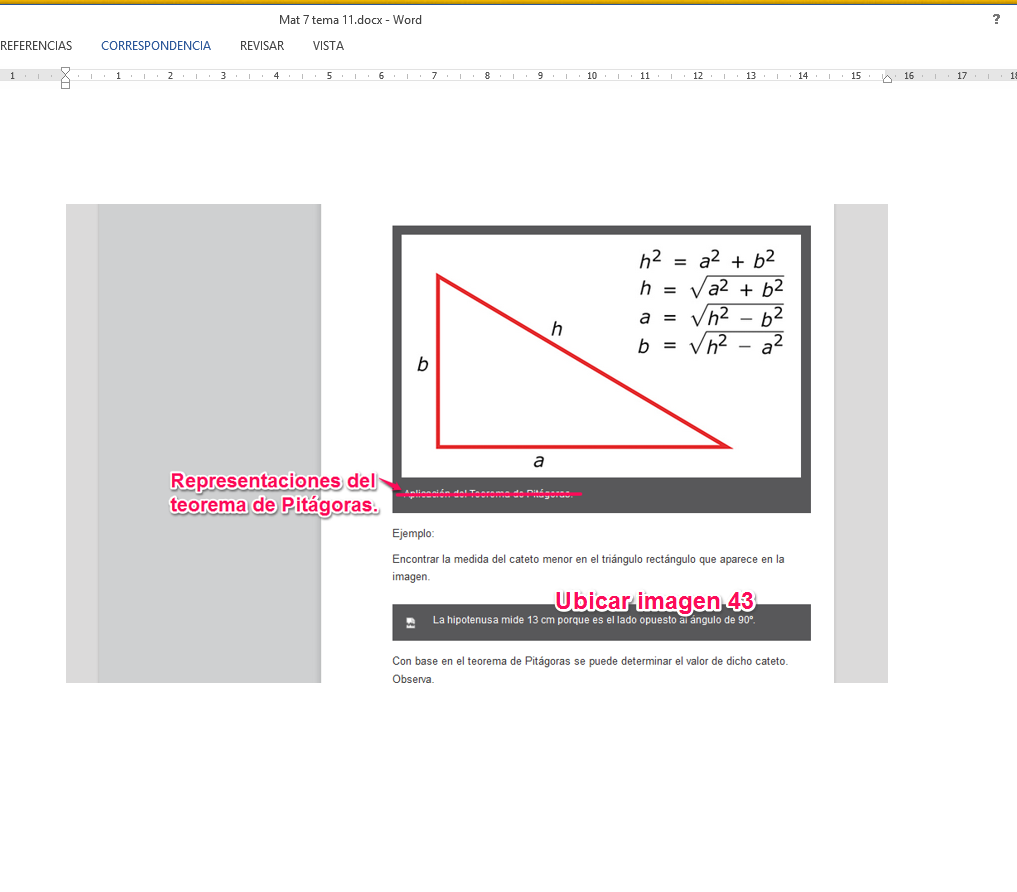 Mat 7 tema 11.docx - Word
?
REFERENCIAS CORRESPONDENCIA REVISAR VISTA
1 1 2 3 4 5 6 7 8 9 10 11 12 13 14 15 16 17 18
h² = a² + b²
h = √a² + b²
a = √h² − b²
b = √h² − a²
h
b
a
Representaciones del
teorema de Pitágoras.
Aplicación del Teorema de Pitágoras.
Ejemplo:
Encontrar la medida del cateto menor en el triángulo rectángulo que aparece en la
imagen.
Ubicar imagen 43
La hipotenusa mide 13 cm porque es el lado opuesto al ángulo de 90º.
Con base en el teorema de Pitágoras se puede determinar el valor de dicho cateto.
Observa.